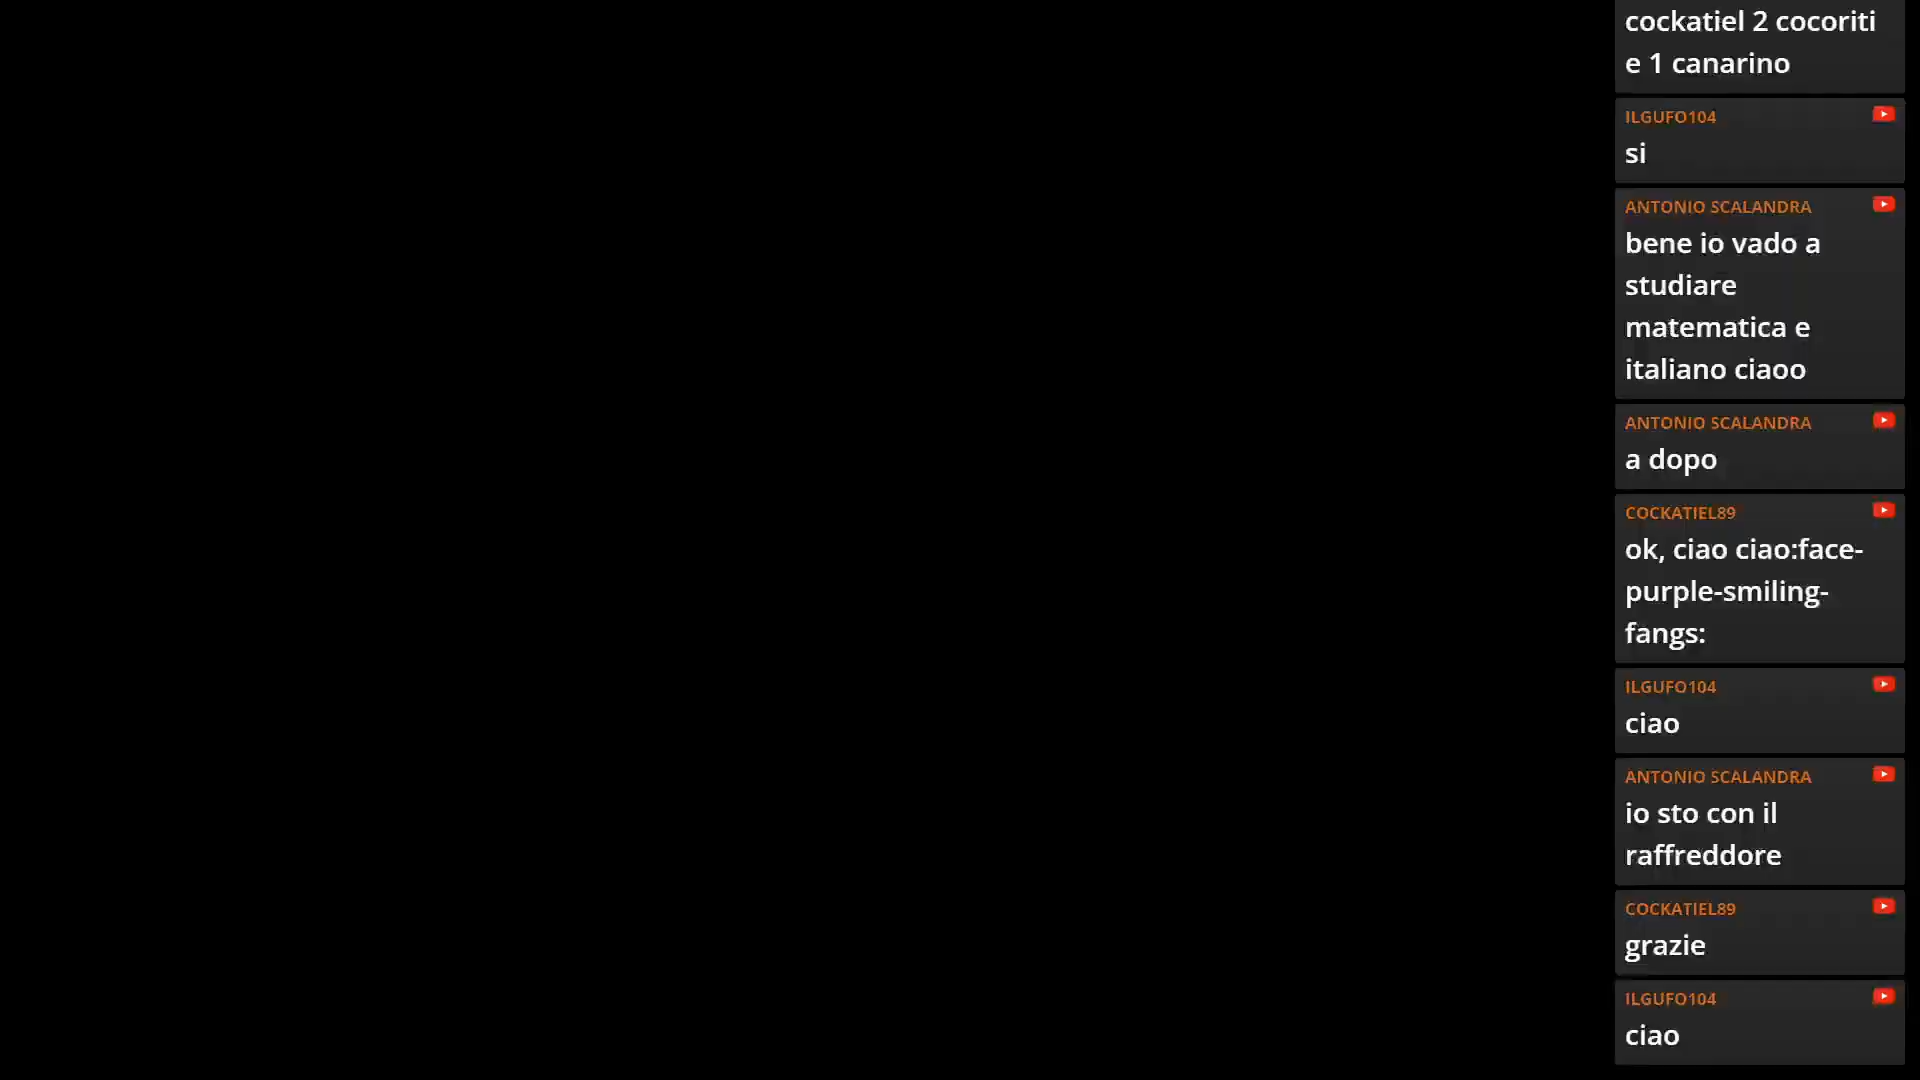 cockatiel 2 cocoriti
e 1 canarino
ILGUFO104
si
ANTONIO SCALANDRA
bene io vado a
studiare
matematica e
italiano ciaoo
ANTONIO SCALANDRA
a dopo
COCKATIEL89
ok, ciao ciao:face-
purple-smiling-
fangs:
ILGUFO104
ciao
ANTONIO SCALANDRA
io sto con il
raffreddore
COCKATIEL89
grazie
ILGUFO104
ciao